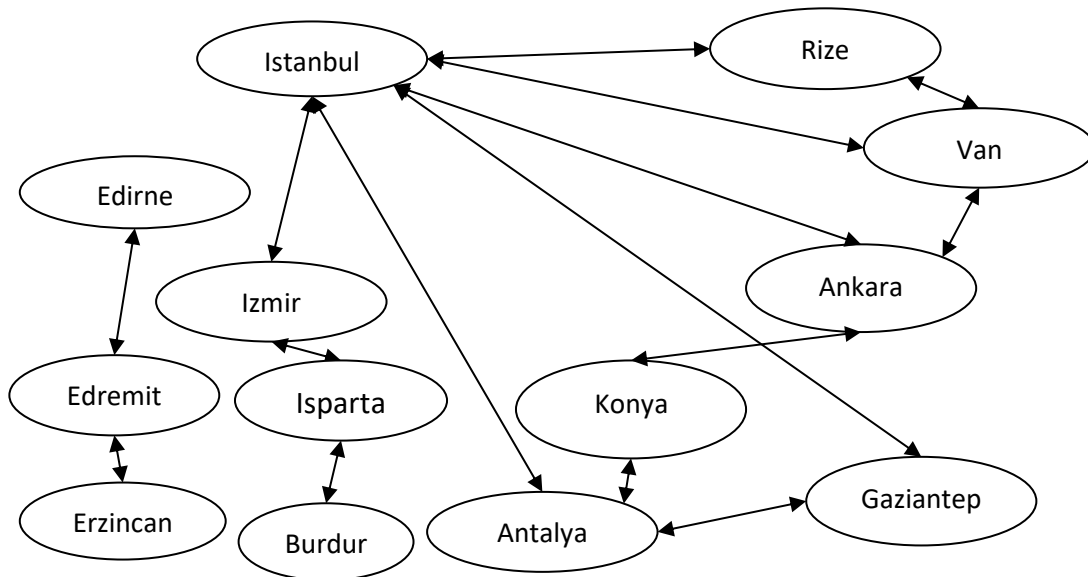 Istanbul
Rize
Van
Edirne
Izmir
Ankara
Edremit
Isparta
Konya
Erzincan
Burdur
Antalya
Gaziantep